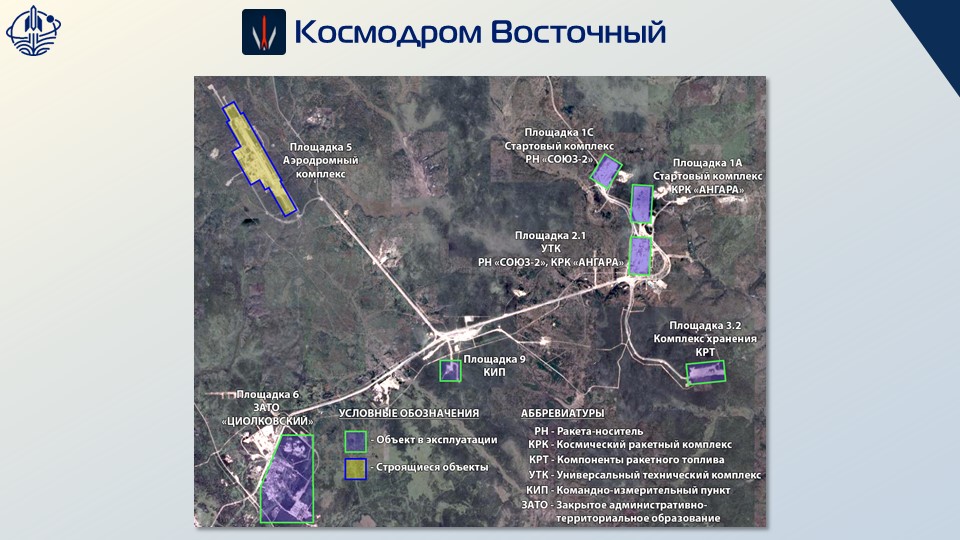 Космодром Восточный
Площадка 5
Аэродромный
комплекс
Площадка 1С
Стартовый комплекс
РН «СОЮЗ-2»
Площадка 1А
Стартовый комплекс
КРК «АНГАРА»
Площадка 2.1
УТК
РН «СОЮЗ-2», КРК «АНГАРА»
Площадка 3.2
Комплекс хранения
КРТ
Площадка 9
КИП
Площадка 6
ЗАТО
«ЦИОЛКОВСКИЙ»
УСЛОВНЫЕ ОБОЗНАЧЕНИЯ
- Объект в эксплуатации
- Строящиеся объекты
АББРЕВИАТУРЫ
РН - Ракета-носитель
КРК - Космический ракетный комплекс
КРТ - Компоненты ракетного топлива
УТК - Универсальный технический комплекс
КИП - Командно-измерительный пункт
ЗАТО - Закрытое административно-
территориальное образование